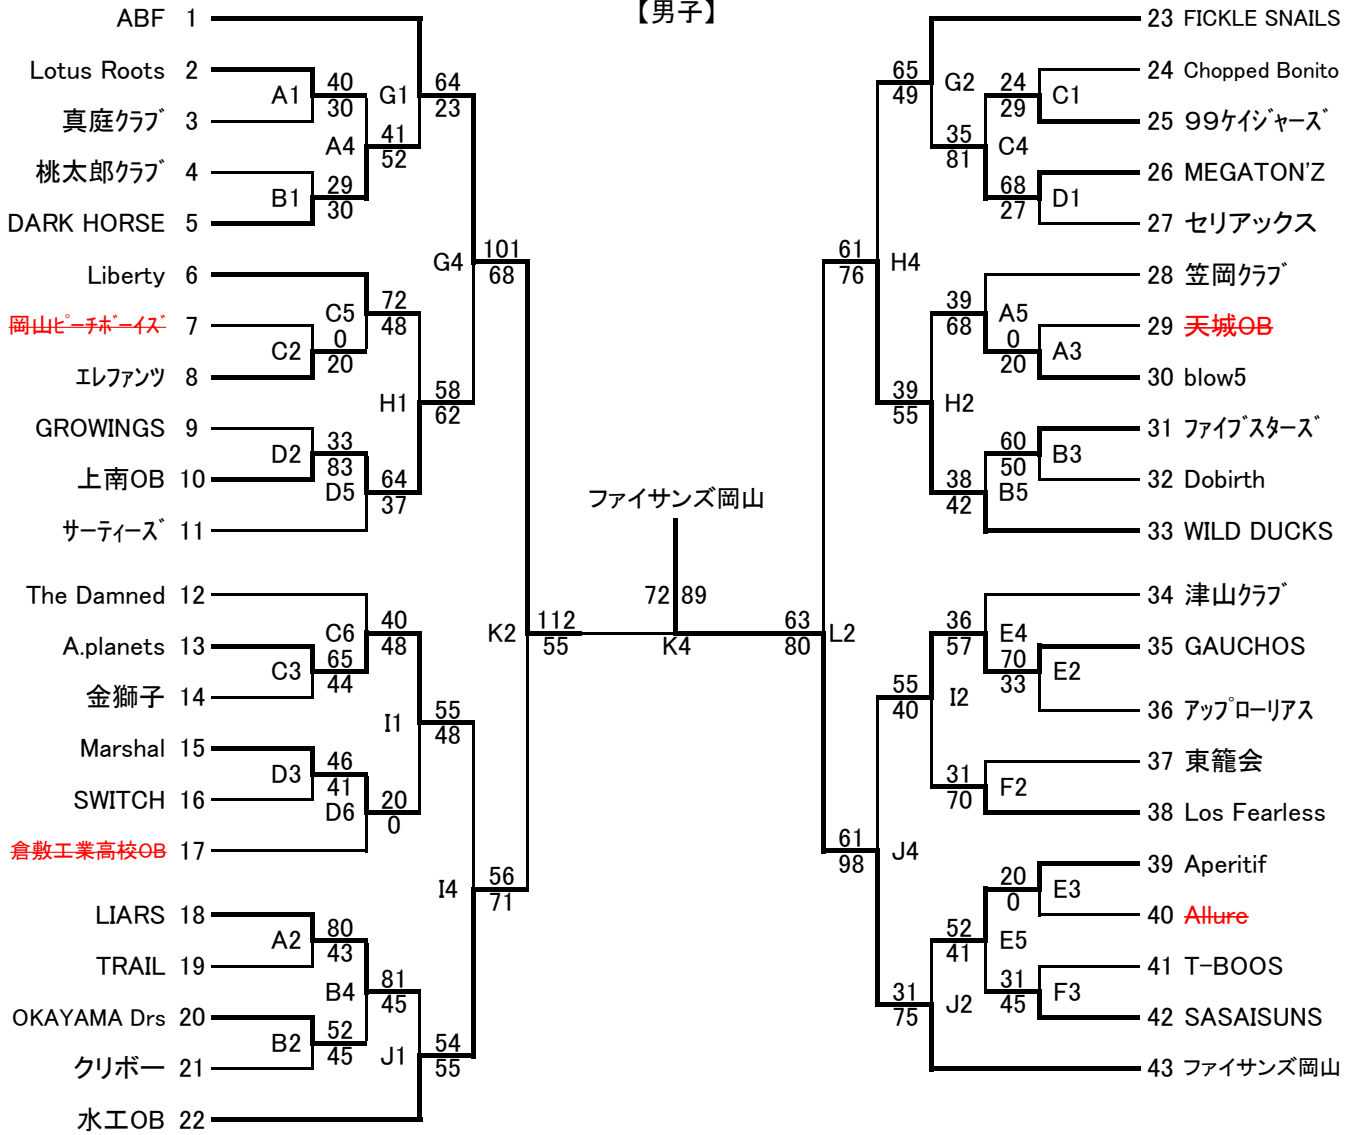 【男子】
ABF 1
Lotus Roots 2
真庭クラブ 3
桃太郎クラブ 4
DARK HORSE 5
Liberty 6
岡山ピーチボーイズ 7
エレファンツ 8
GROWINGS 9
上南OB 10
サーティーズ 11
The Damned 12
A.planets 13
金獅子 14
Marshal 15
SWITCH 16
倉敷工業高校OB 17
LIARS 18
TRAIL 19
OKAYAMA Drs 20
クリボー 21
水工OB 22
A1 40
30
B1 29
30
A4 41
52
G1 64
23
C2 0
20
C5 72
48
D2 33
83
D5 64
37
H1 58
62
G4 101
68
C3 65
44
C6 40
48
D3 46
41
D6 20
0
I1 55
48
A2 80
43
B2 52
45
B4 81
45
J1 54
55
I4 56
71
K2 112
55
ファイサンズ岡山
72 89
K4
63 L2
80
61 H4
76
65 G2
49
24 C1
29
35 C4
81
68 D1
27
39 A5
68
0 A3
20
39 H2
55
60 B3
50
38 B5
42
36 E4
57
70 E2
33
55 I2
40
31 F2
70
61 J4
98
20 E3
0
52 E5
41
31 F3
45
31 J2
75
23 FICKLE SNAILS
24 Chopped Bonito
25 99ケイジャーズ
26 MEGATON'Z
27 セリアックス
28 笠岡クラブ
29 天城OB
30 blow5
31 ファイブスターズ
32 Dobirth
33 WILD DUCKS
34 津山クラブ
35 GAUCHOS
36 アップローリアス
37 東籠会
38 Los Fearless
39 Aperitif
40 Allure
41 T-BOOS
42 SASAISUNS
43 ファイサンズ岡山